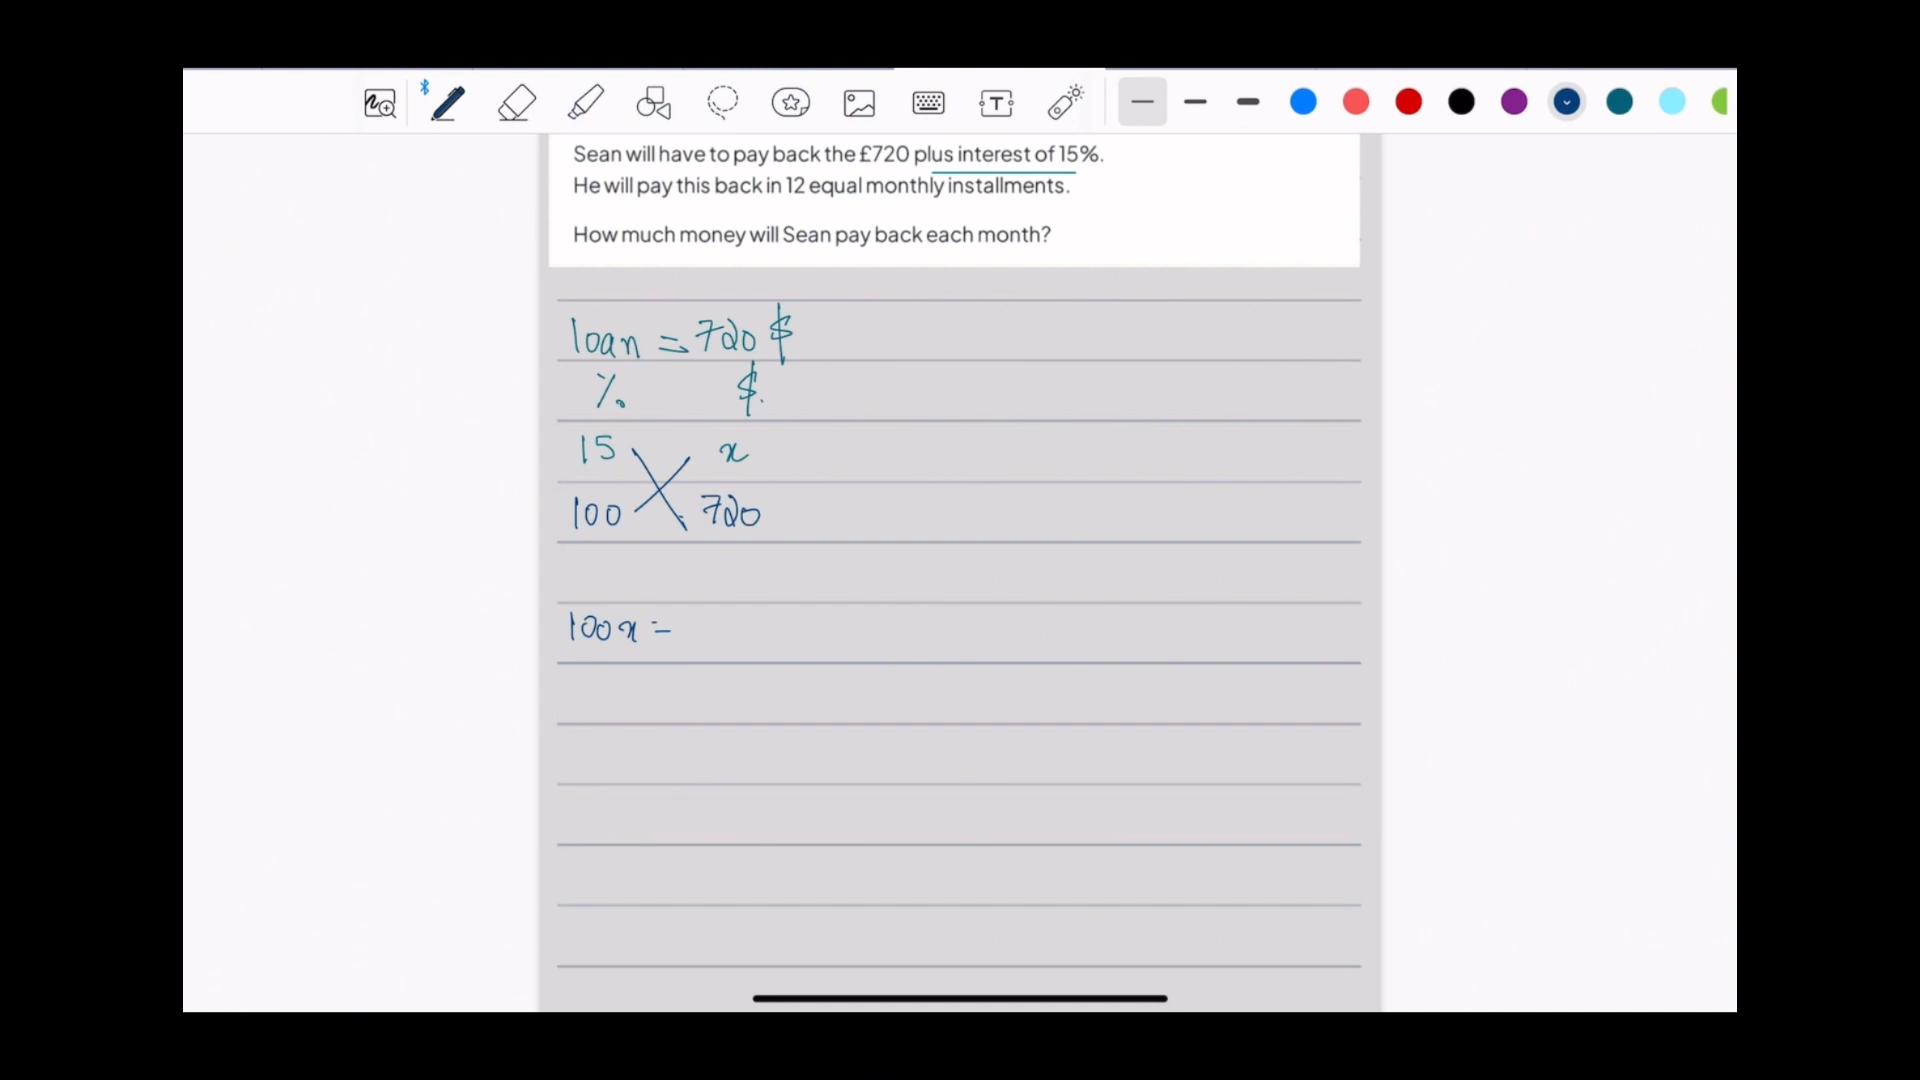 Sean will have to pay back the £720 plus interest of 15%.
He will pay this back in 12 equal monthly installments.
How much money will Sean pay back each month?
loan = 720 $
% $.
15 x
100 720
100x =